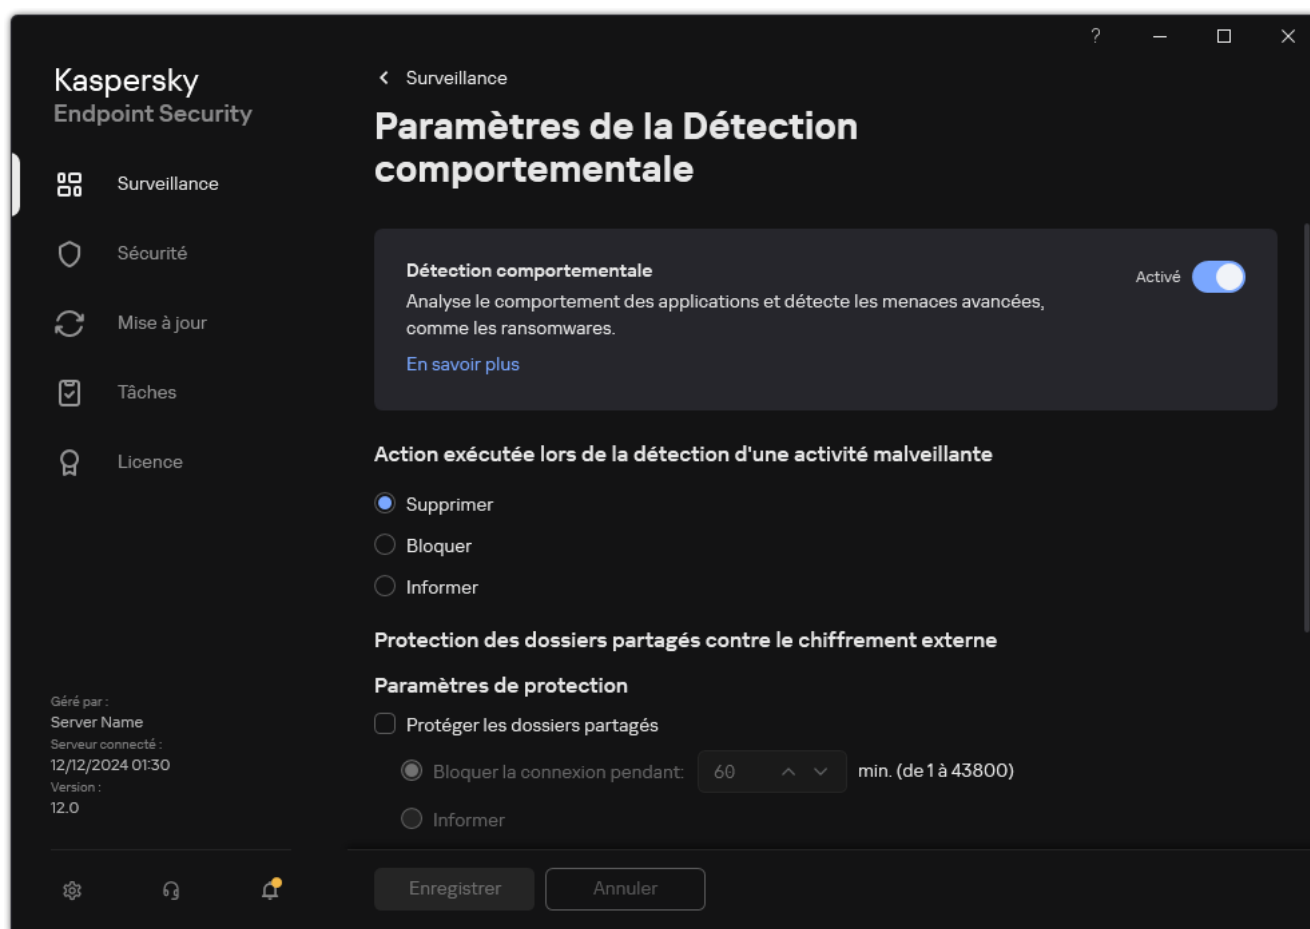 ?
Kaspersky
Endpoint Security
Surveillance
Sécurité
Mise à jour
Tâches
Licence
Géré par :
Server Name
Serveur connecté :
12/12/2024 01:30
Version :
12.0
Surveillance
Paramètres de la Détection
comportementale
Détection comportementale
Activé
Analyse le comportement des applications et détecte les menaces avancées,
comme les ransomwares.
En savoir plus
Action exécutée lors de la détection d'une activité malveillante
Supprimer
Bloquer
Informer
Protection des dossiers partagés contre le chiffrement externe
Paramètres de protection
Protéger les dossiers partagés
Bloquer la connexion pendant: 60 min. (de 1 à 43800)
Informer
Enregistrer
Annuler